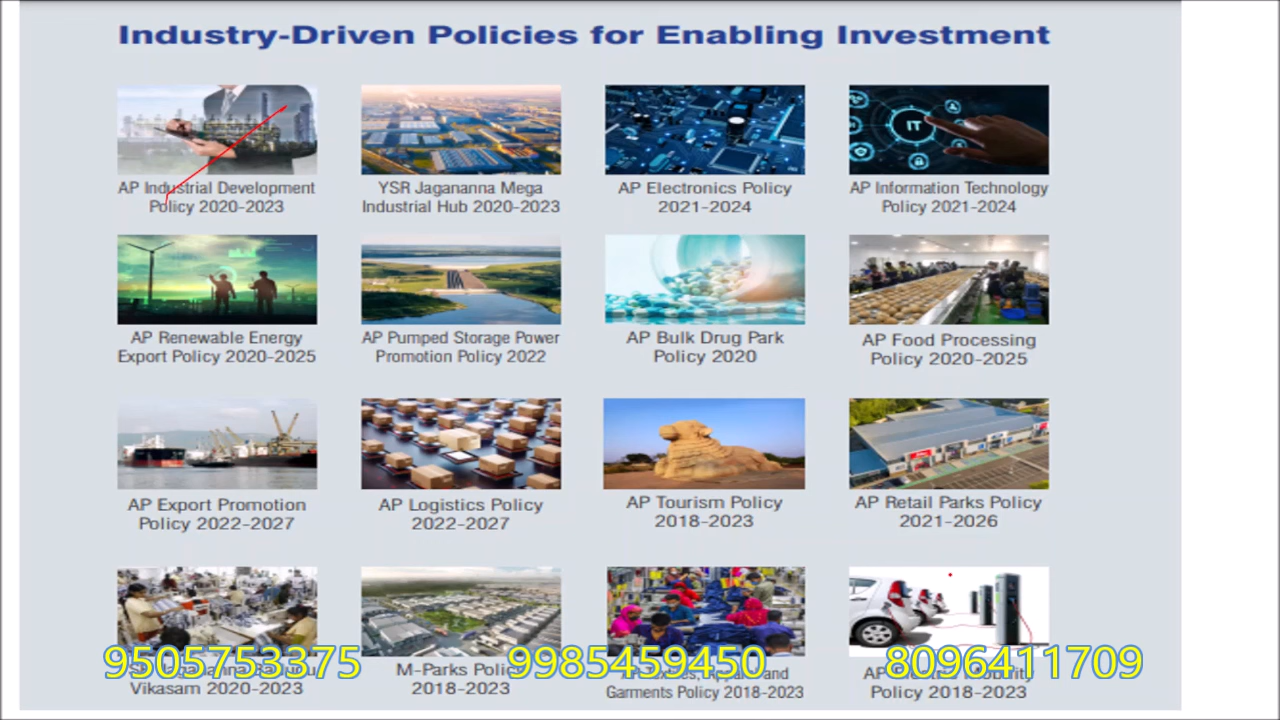 Industry-Driven Policies for Enabling Investment
IT
AP Industrial Development
Policy 2020-2023
YSR Jagananna Mega
Industrial Hub 2020-2023
AP Electronics Policy
2021-2024
AP Information Technology
Policy 2021-2024
AP Renewable Energy
Export Policy 2020-2025
AP Pumped Storage Power
Promotion Policy 2022
AP Bulk Drug Park
Policy 2020
AP Food Processing
Policy 2020-2025
AP Export Promotion
Policy 2022-2027
AP Logistics Policy
2022-2027
AP Tourism Policy
2018-2023
AP Retail Parks Policy
2021-2026
Vikasam 2020-2023
M-Parks Policy
2018-2023
and
Garments Policy 2018-2023
AP
Policy 2018-2023
9505753375
9985459450
8096411709